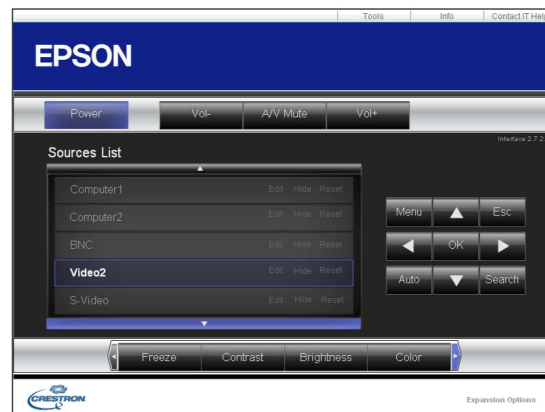 Tools Info Contact IT Help
EPSON
Power Vol- A/V Mute Vol+
Interface 2.7.2
Sources List
Computer1 Edit Hide Reset
Computer2 Edit Hide Reset
BNC Edit Hide Reset
Video2 Edit Hide Reset
S-Video Edit Hide Reset
Menu Esc
OK
Auto Search
Freeze Contrast Brightness Color
CRESTRON
Expansion Options